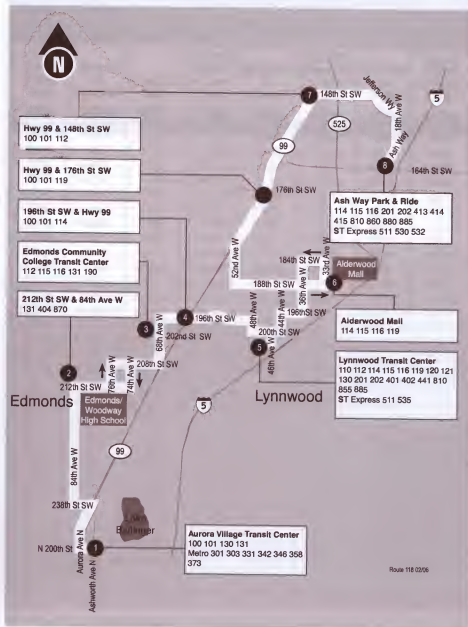 N
7
148th St SW
Jefferson Wy
18th Ave W
5
525
99
Ash Way
8
164th St SW
Hwy 99 & 148th St SW
100 101 112
Hwy 99 & 176th St SW
100 101 119
176th St SW
196th St SW & Hwy 99
100 101 114
Edmonds Community
College Transit Center
112 115 116 131 190
212th St SW & 84th Ave W
131 404 870
Ash Way Park & Ride
114 115 116 201 202 413 414
415 810 860 880 885
ST Express 511 530 532
52nd Ave W
184th St SW
33rd Ave W
Alderwood
Mall
188th St SW
36th Ave W
6
4
196th St SW
48th Ave W
44th Ave W
196th SW
3
68th Ave W
202nd St SW
200th St SW
5
46th Ave W
Alderwood Mall
114 115 116 119
2
208th St SW
212th St SW
76th Ave W
74th Ave W
Edmonds
Edmonds/
Woodway
High School
Lynnwood
5
Lynnwood Transit Center
110 112 114 115 116 119 120 121
130 201 202 401 402 441 810
855 885
ST Express 511 535
84th Ave W
99
238th St SW
Lake
Ballinger
Aurora Village Transit Center
100 101 130 131
Metro 301 303 331 342 346 358
373
N 200th St
1
Aurora Ave N
Ashworth Ave N
Route 118 02/06